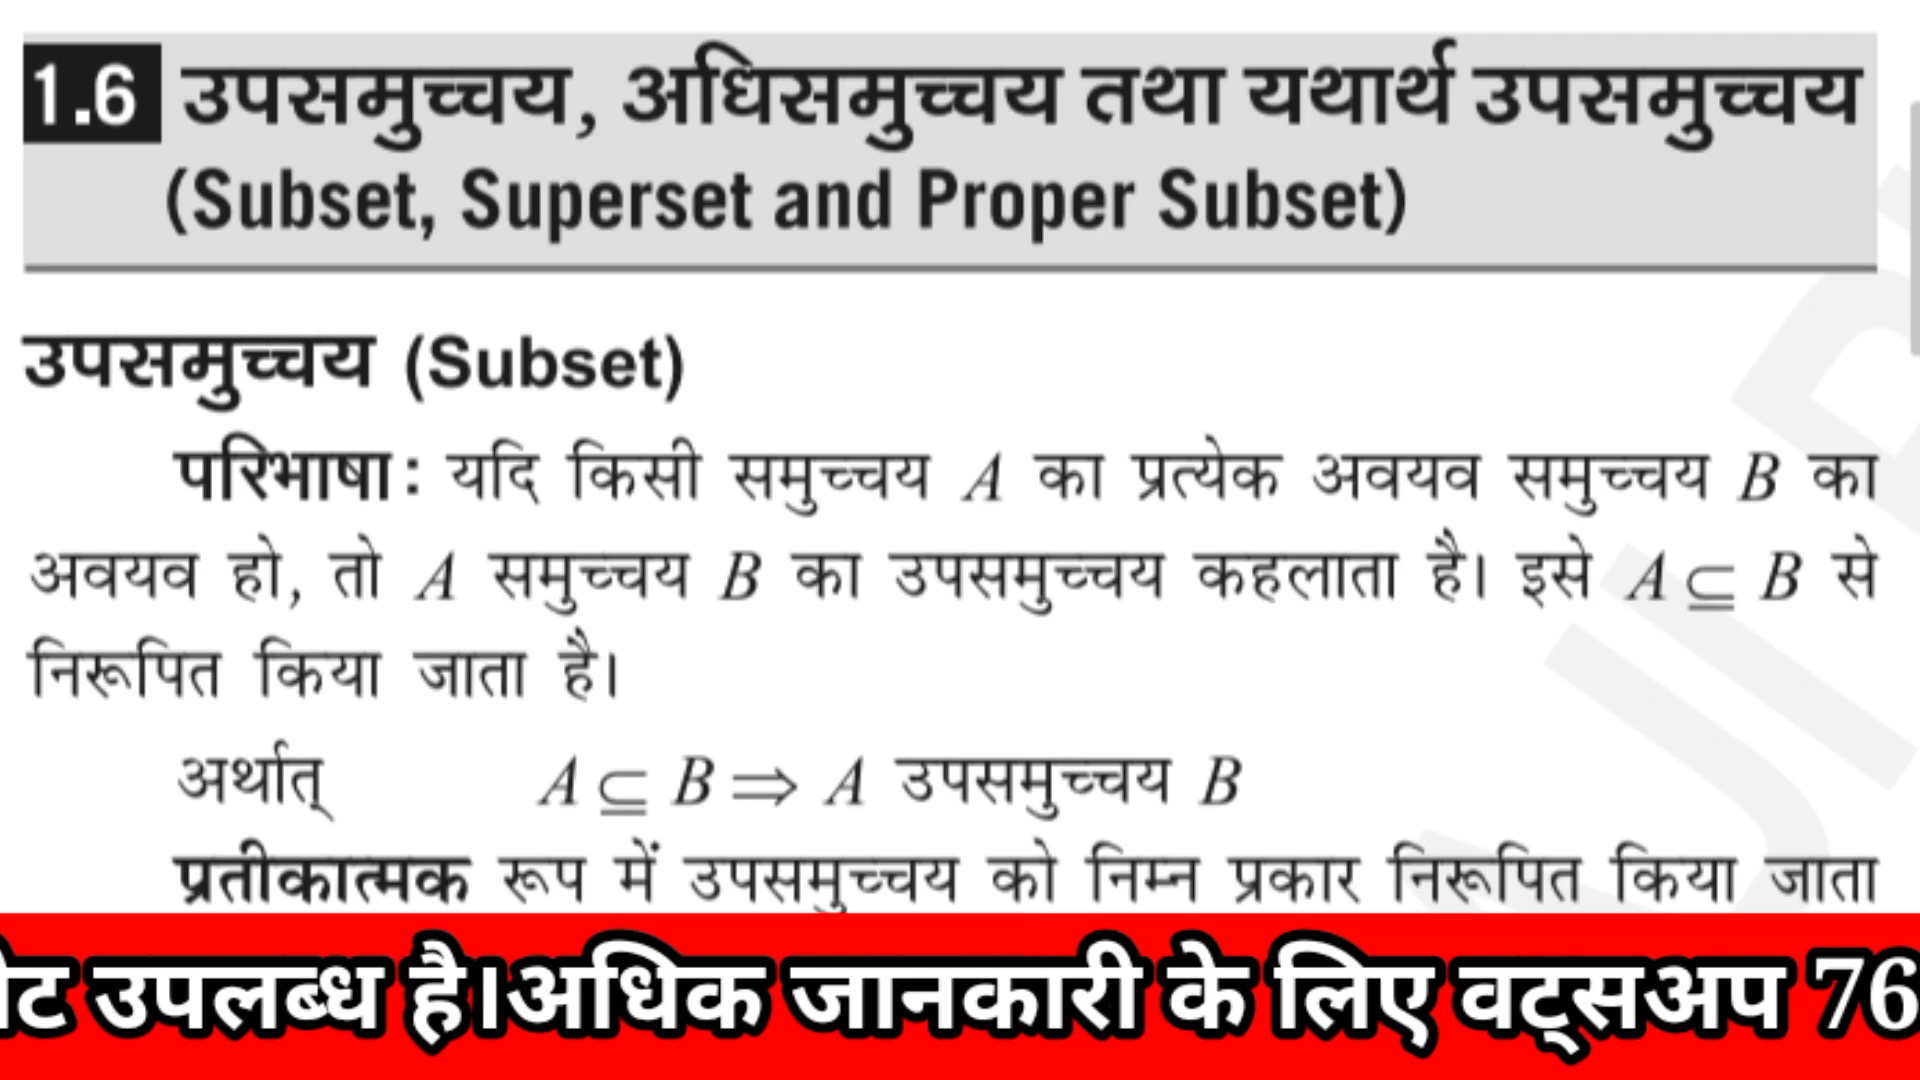 1.6 उपसमुच्चय, अधिसमुच्चय तथा यथार्थ उपसमुच्चय
(Subset, Superset and Proper Subset)
उपसमुच्चय (Subset)
परिभाषा: यदि किसी समुच्चय A का प्रत्येक अवयव समुच्चय B का
अवयव हो, तो A समुच्चय B का उपसमुच्चय कहलाता है। इसे A ⊆ B से
निरूपित किया जाता है।
अर्थात् A ⊆ B ⇒ A उपसमुच्चय B
प्रतीकात्मक रूप में उपसमुच्चय को निम्न प्रकार निरूपित किया जाता
उपलब्ध है।अधिक जानकारी के लिए वट्सअप 76